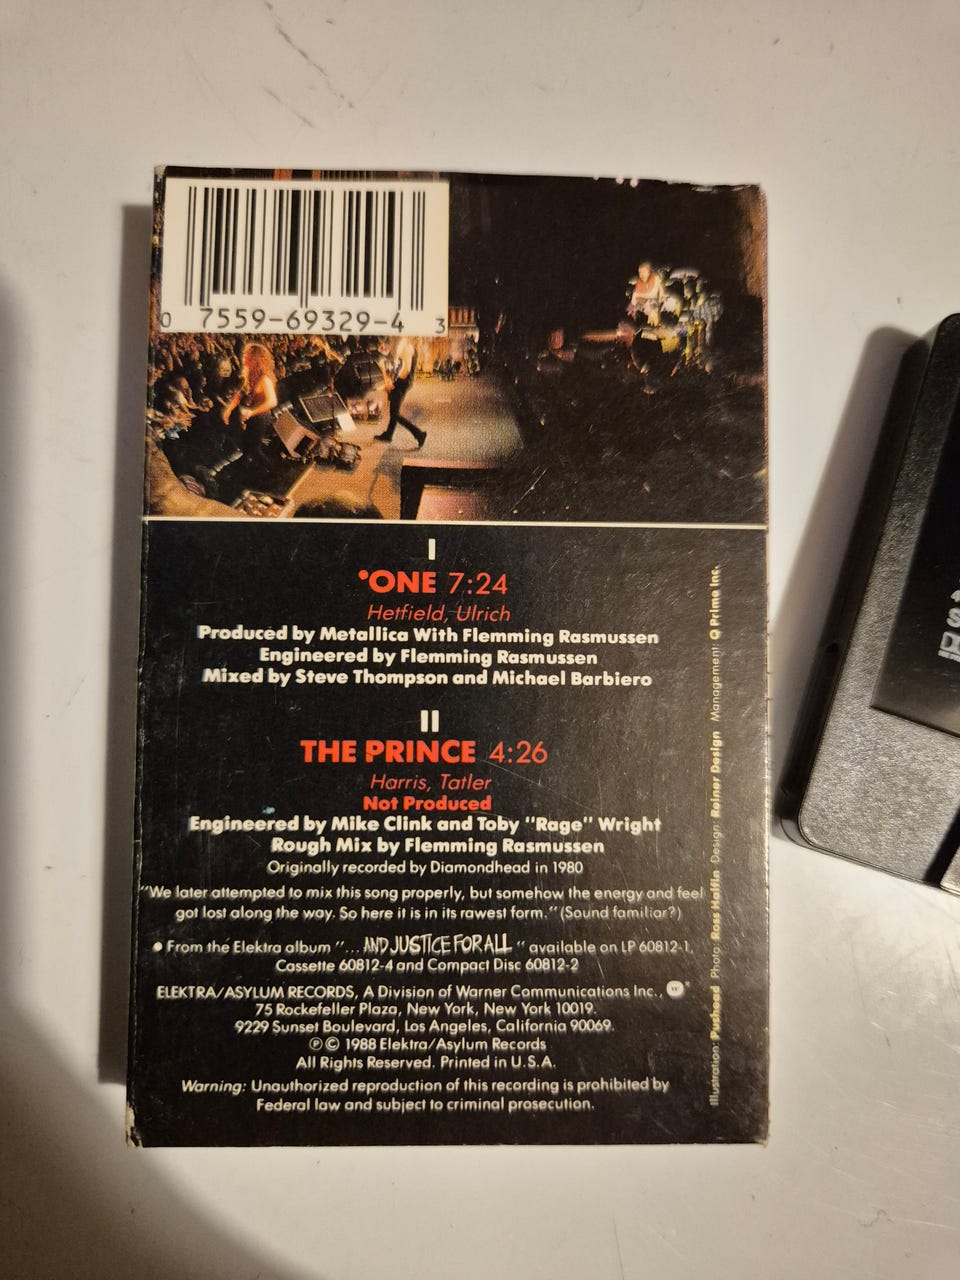 0 7559-69329-4 3
I
•ONE 7:24
Hetfield, Ulrich
Produced by Metallica With Flemming Rasmussen
Engineered by Flemming Rasmussen
Mixed by Steve Thompson and Michael Barbiero
II
THE PRINCE 4:26
Harris, Tatler
Not Produced
Engineered by Mike Clink and Toby "Rage" Wright
Rough Mix by Flemming Rasmussen
Originally recorded by Diamondhead in 1980
"We later attempted to mix this song properly, but somehow the energy and feel
got lost along the way. So here it is in its rawest form." (Sound familiar?)
• From the Elektra album "...AND JUSTICE FOR ALL" available on LP 60812-1,
Cassette 60812-4 and Compact Disc 60812-2
ELEKTRA/ASYLUM RECORDS, A Division of Warner Communications Inc., W ®
75 Rockefeller Plaza, New York, New York 10019.
9229 Sunset Boulevard, Los Angeles, California 90069.
℗ © 1988 Elektra/Asylum Records
All Rights Reserved. Printed in U.S.A.
Warning: Unauthorized reproduction of this recording is prohibited by
Federal law and subject to criminal prosecution.
Illustration: Pushead Photo: Ross Halfin Design: Reiner Design Management: Q Prime Inc.